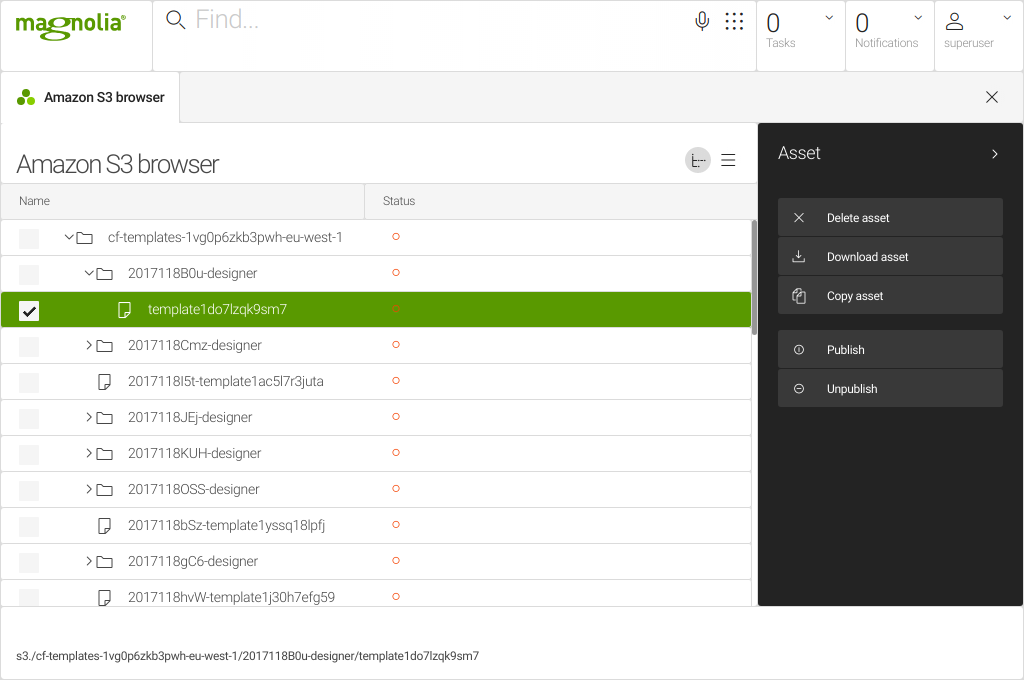 magnolia®
Find...
0
Tasks
0
Notifications
superuser
Amazon S3 browser
Amazon S3 browser
Name
Status
cf-templates-1vg0p6zkb3pwh-eu-west-1
2017118B0u-designer
template1do7lzqk9sm7
2017118Cmz-designer
2017118I5t-template1ac5l7r3juta
2017118JEj-designer
2017118KUH-designer
2017118OSS-designer
2017118bSz-template1yssq18lpfj
2017118gC6-designer
2017118hvW-template1j30h7efg59
Asset
Delete asset
Download asset
Copy asset
Publish
Unpublish
s3./cf-templates-1vg0p6zkb3pwh-eu-west-1/2017118B0u-designer/template1do7lzqk9sm7